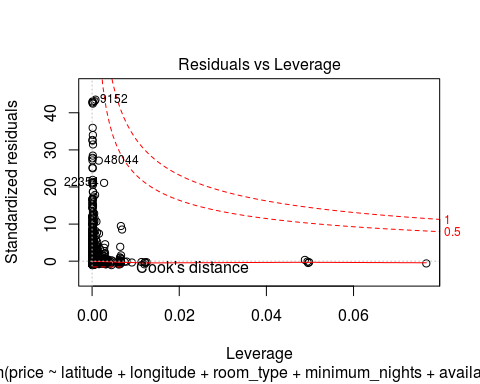 Residuals vs Leverage
Standardized residuals
40
30
20
10
0
9152
48044
1
0.5
Cook's distance
0.00
0.02
0.04
0.06
Leverage
m(price ~ latitude + longitude + room_type + minimum_nights + availa